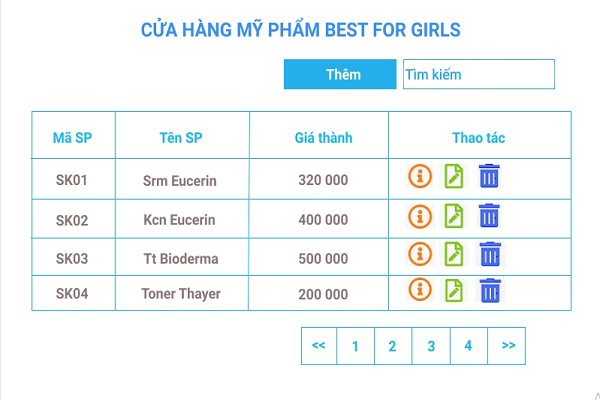 CỬA HÀNG MỸ PHẨM BEST FOR GIRLS
Thêm Tìm kiếm
Mã SP Tên SP Giá thành Thao tác
SK01 Srm Eucerin 320 000
SK02 Kcn Eucerin 400 000
SK03 Tt Bioderma 500 000
SK04 Toner Thayer 200 000
<< 1 2 3 4 >>